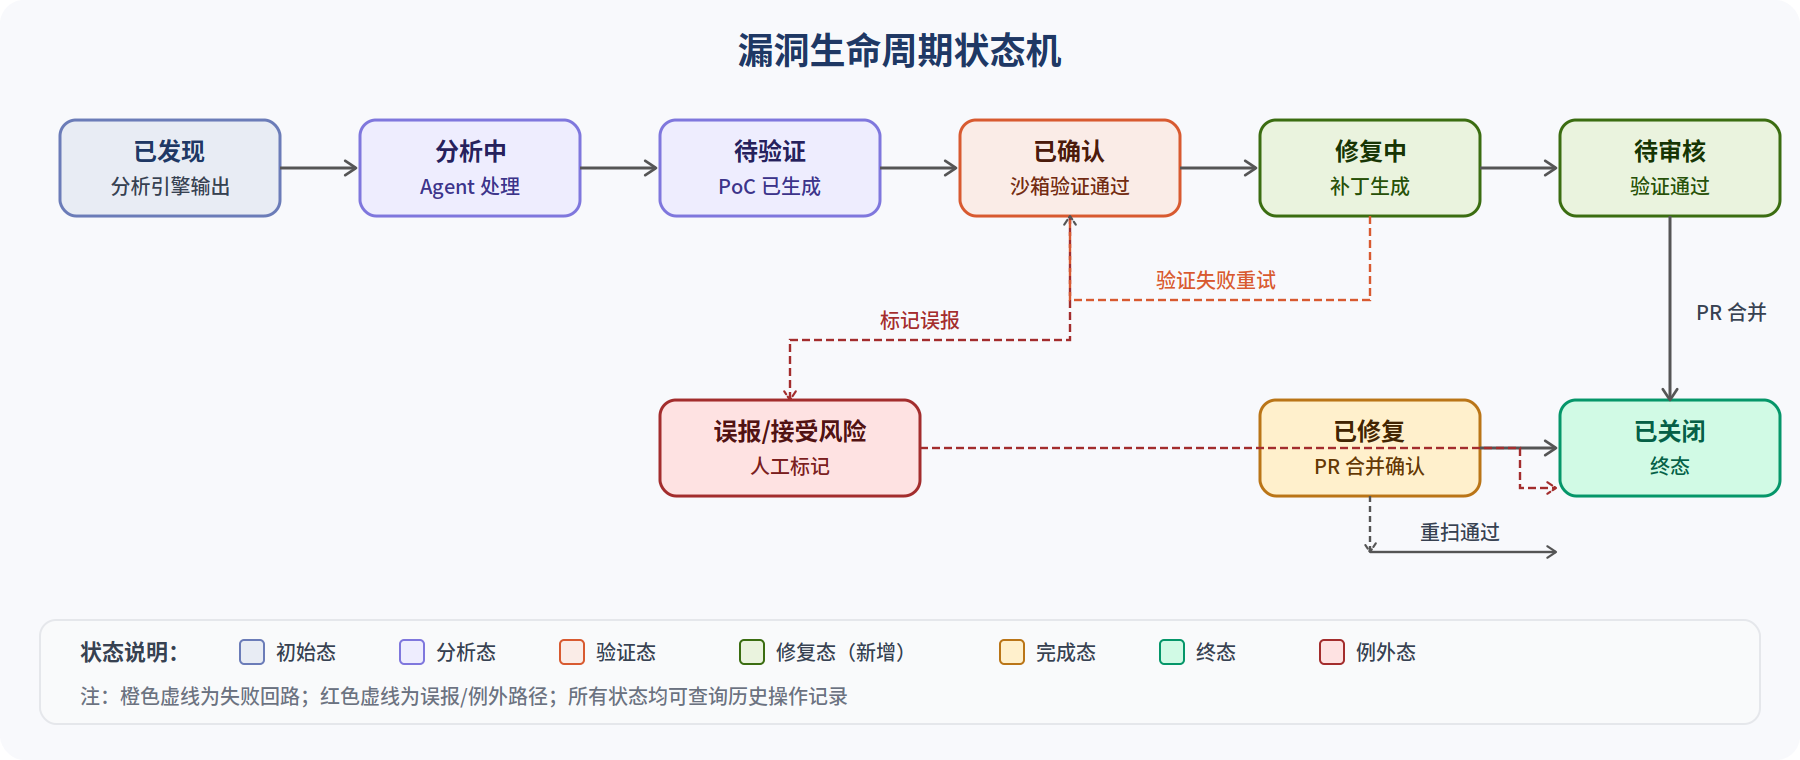 漏洞生命周期状态机
已发现
分析引擎输出
分析中
Agent 处理
待验证
PoC 已生成
已确认
沙箱验证通过
修复中
补丁生成
待审核
验证通过
验证失败重试
标记误报
PR 合并
误报/接受风险
人工标记
已修复
PR 合并确认
已关闭
终态
重扫通过
状态说明：
初始态
分析态
验证态
修复态（新增）
完成态
终态
例外态
注：橙色虚线为失败回路；红色虚线为误报/例外路径；所有状态均可查询历史操作记录